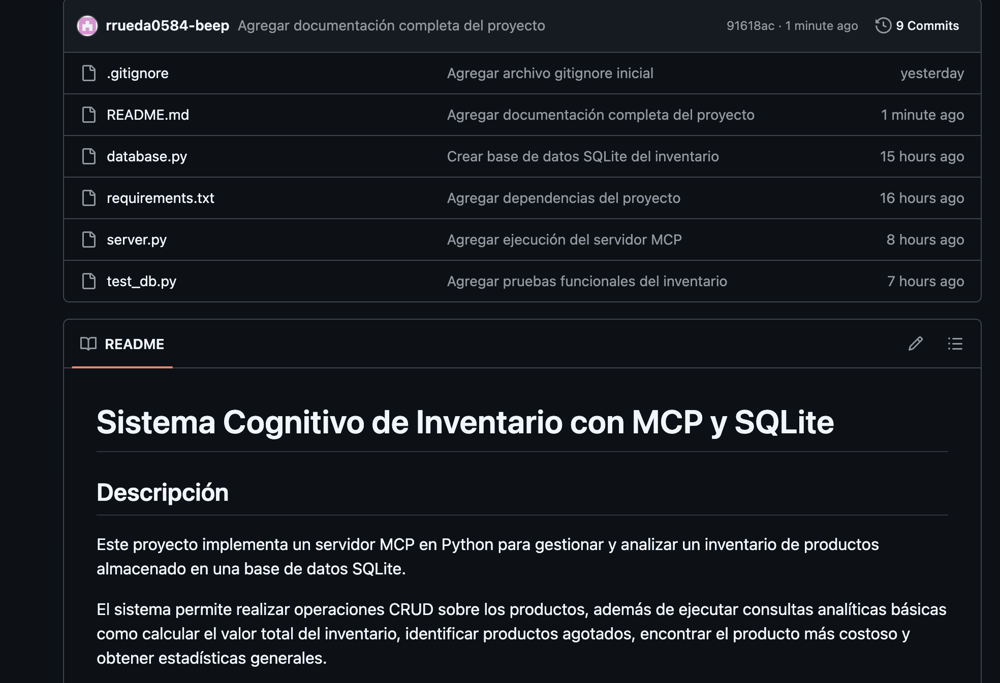 rrueda0584-beep Agregar documentación completa del proyecto 91618ac · 1 minute ago 9 Commits
.gitignore Agregar archivo gitignore inicial yesterday
README.md Agregar documentación completa del proyecto 1 minute ago
database.py Crear base de datos SQLite del inventario 15 hours ago
requirements.txt Agregar dependencias del proyecto 16 hours ago
server.py Agregar ejecución del servidor MCP 8 hours ago
test_db.py Agregar pruebas funcionales del inventario 7 hours ago
README
Sistema Cognitivo de Inventario con MCP y SQLite
Descripción
Este proyecto implementa un servidor MCP en Python para gestionar y analizar un inventario de productos
almacenado en una base de datos SQLite.
El sistema permite realizar operaciones CRUD sobre los productos, además de ejecutar consultas analíticas básicas
como calcular el valor total del inventario, identificar productos agotados, encontrar el producto más costoso y
obtener estadísticas generales.